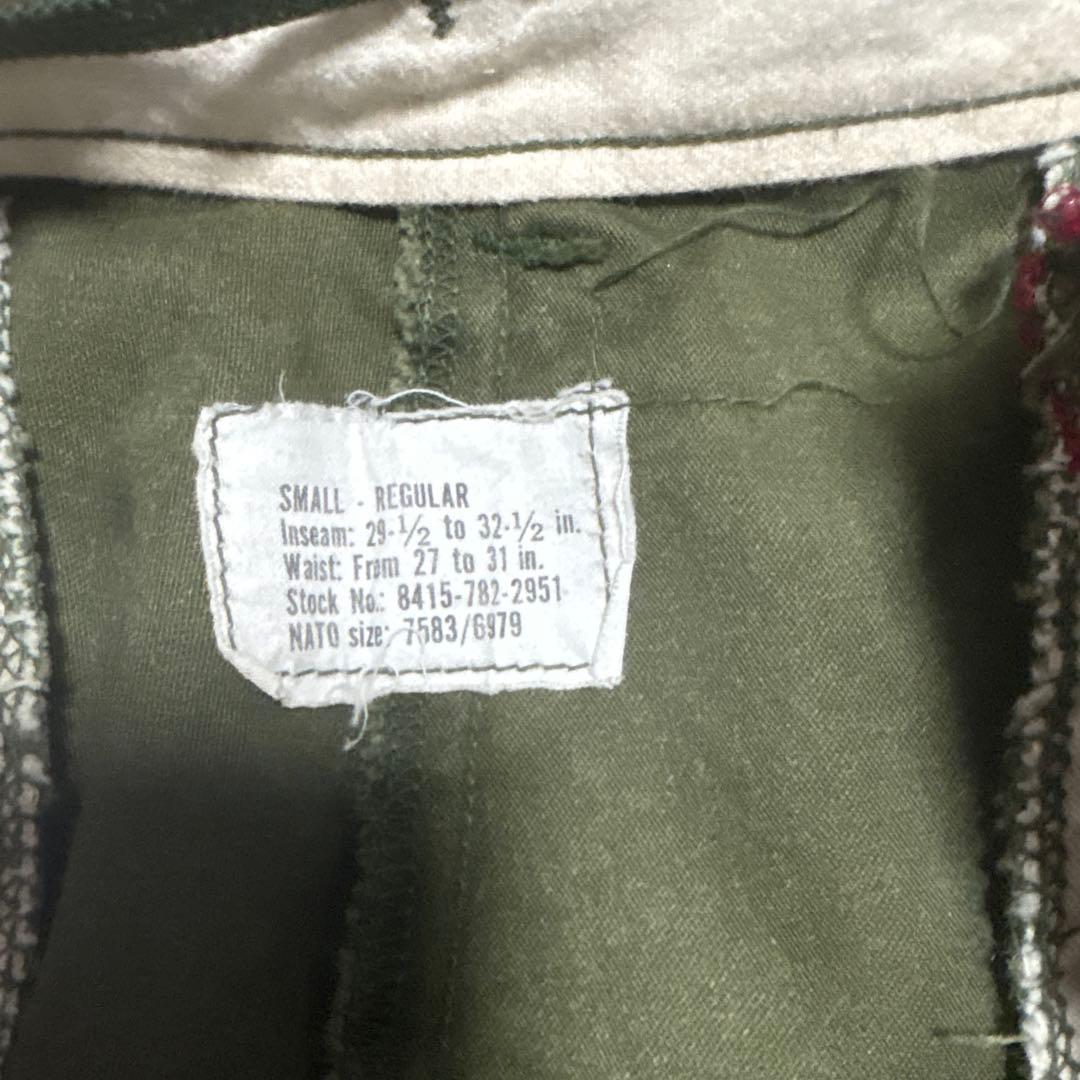 SMALL - REGULAR
Inseam: 29-1/2 to 32-1/2 in.
Waist: From 27 to 31 in.
Stock No.: 8415-782-2951
NATO size: 7583/6979